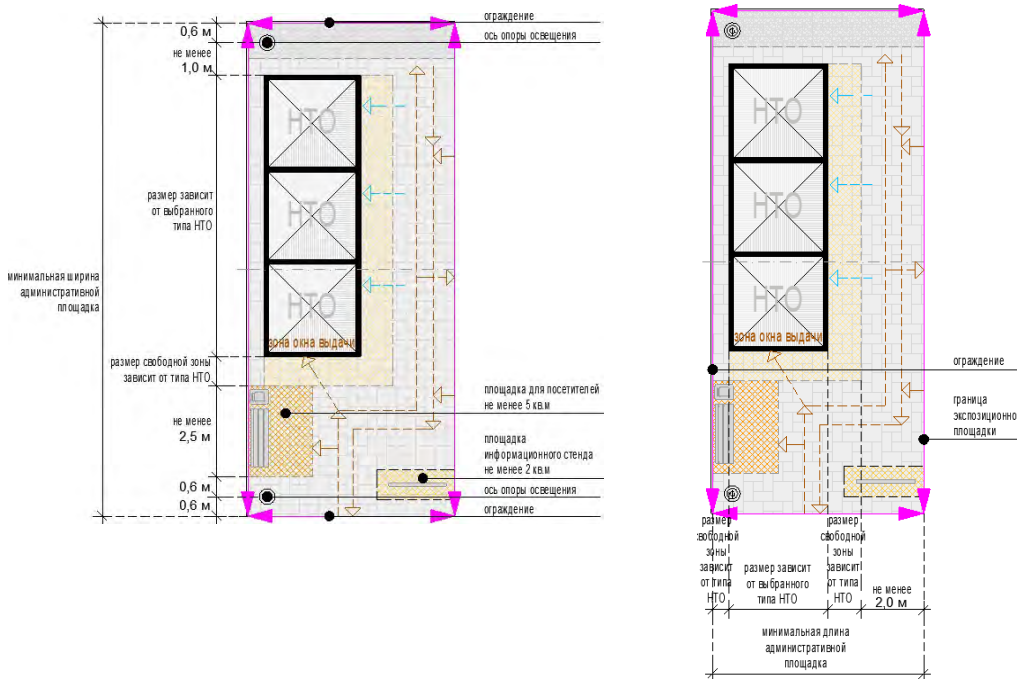 ограждение
0,6 м
ось опоры освещения
не менее
1,0 м
НТО
размер зависит
от выбранного
типа НТО
НТО
минимальная ширина
административной
площадка
НТО
зона окна выдачи
размер свободной зоны
зависит от типа НТО
площадка для посетителей
не менее 5 кв.м
не менее
2,5 м
площадка
информационного стенда
не менее 2 кв.м
0,6 м
ось опоры освещения
0,6 м
ограждение
НТО
НТО
НТО
зона окна выдачи
ограждение
граница
экспозиционно
площадки
размер
свободной
зоны
зависит
от типа
НТО
размер зависит
от выбранного
типа НТО
размер
свободной
зоны
зависит
от типа
НТО
не менее
2,0 м
минимальная длина
административной
площадка